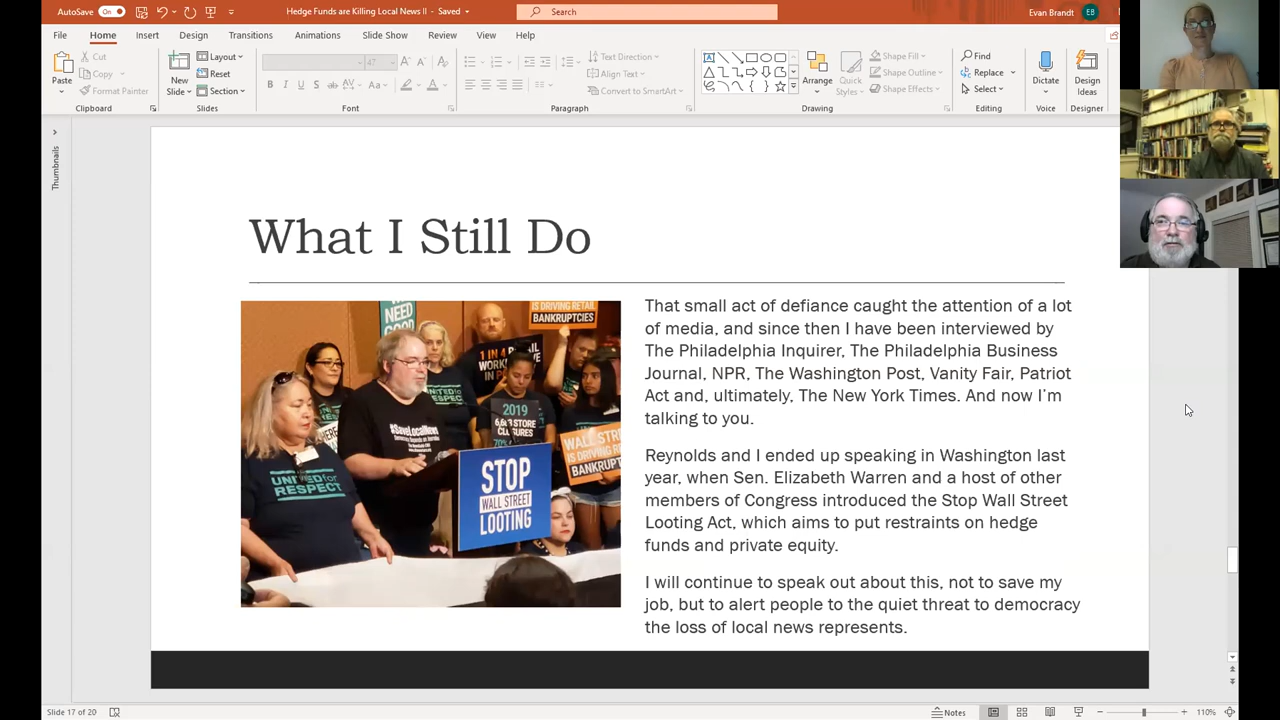 AutoSave On
Hedge Funds are Killing Local News II - Saved
Search
Evan Brandt EB
File Home Insert Design Transitions Animations Slide Show Review View Help
Paste
Cut
Copy
Format Painter
New Slide
Layout
Reset
Section
47
Text Direction
Align Text
Convert to SmartArt
Arrange
Quick Styles
Shape Fill
Shape Outline
Shape Effects
Find
Replace
Select
Dictate
Design Ideas
Clipboard Slides Font Paragraph Drawing Editing Voice Designer
Thumbnails
What I Still Do
NEED
IS DRIVING RETAIL
BANKRUPTCIES
1 IN 4
2019
STORE
#SaveLocalNews
UNITED for
RESPECT
WALL STREET
IS DRIVING
STOP
WALL STREET
LOOTING
That small act of defiance caught the attention of a lot
of media, and since then I have been interviewed by
The Philadelphia Inquirer, The Philadelphia Business
Journal, NPR, The Washington Post, Vanity Fair, Patriot
Act and, ultimately, The New York Times. And now I’m
talking to you.
Reynolds and I ended up speaking in Washington last
year, when Sen. Elizabeth Warren and a host of other
members of Congress introduced the Stop Wall Street
Looting Act, which aims to put restraints on hedge
funds and private equity.
I will continue to speak out about this, not to save my
job, but to alert people to the quiet threat to democracy
the loss of local news represents.
Slide 17 of 20
Notes
110%